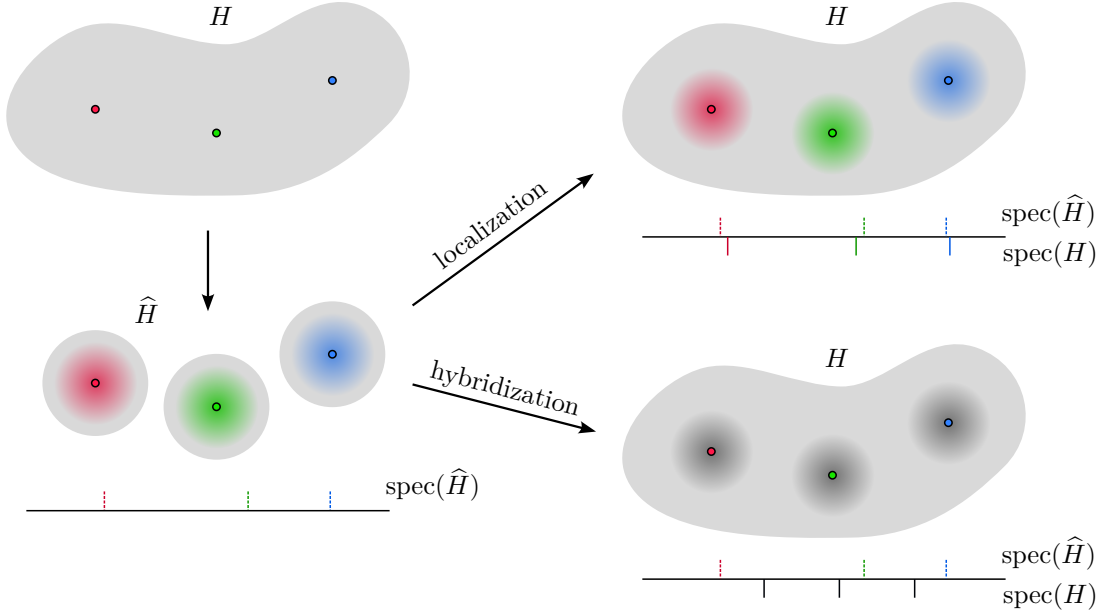 H
H
localization
spec(Ĥ)
spec(H)
Ĥ
H
hybridization
spec(Ĥ)
spec(Ĥ)
spec(H)